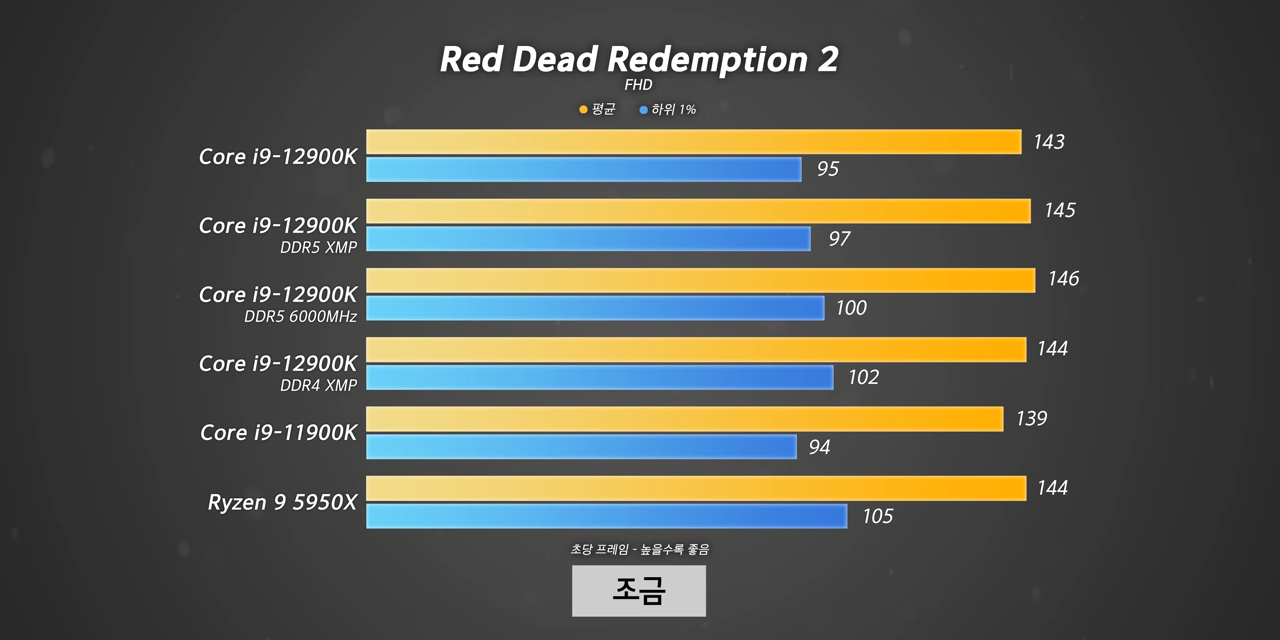 Red Dead Redemption 2
FHD
평균 하위 1%
Core i9-12900K
143
95
Core i9-12900K
DDR5 XMP
145
97
Core i9-12900K
DDR5 6000MHz
146
100
Core i9-12900K
DDR4 XMP
144
102
Core i9-11900K
139
94
Ryzen 9 5950X
144
105
초당 프레임 - 높을수록 좋음
조금